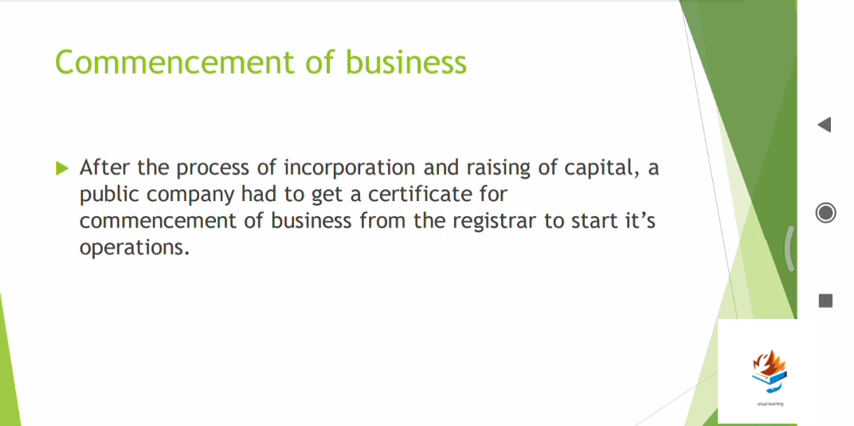 Commencement of business
After the process of incorporation and raising of capital, a
public company had to get a certificate for
commencement of business from the registrar to start it’s
operations.